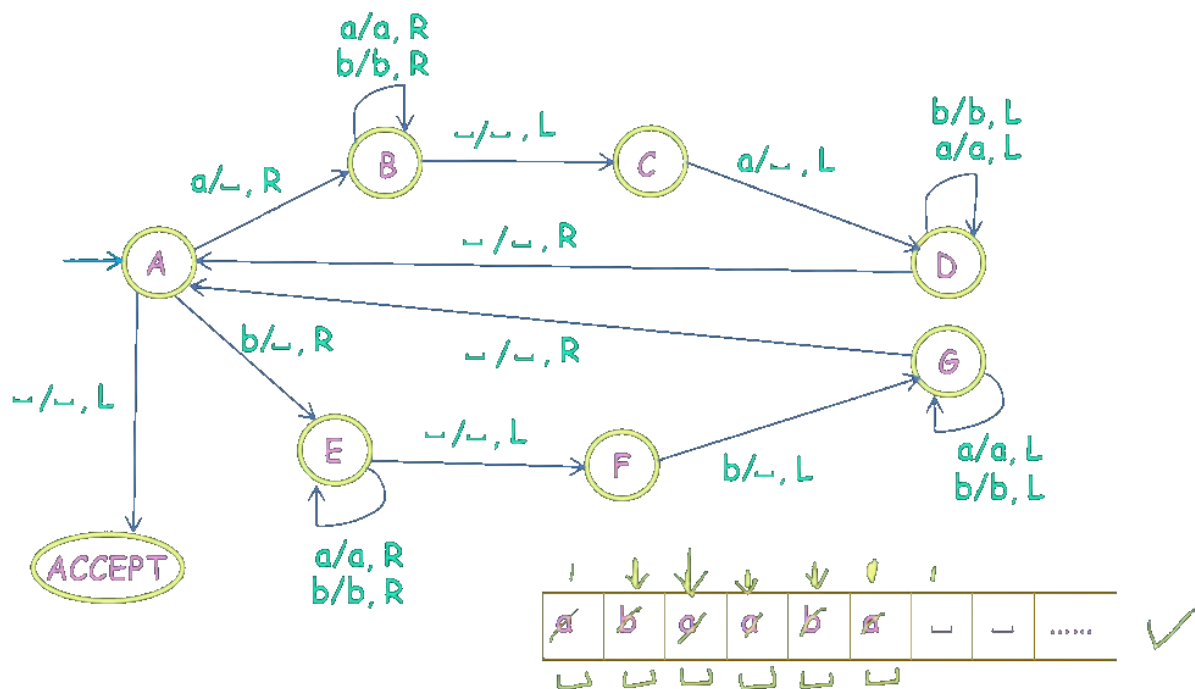 a/a, R
b/b, R
B
␣/␣, L
C
b/b, L
a/a, L
a/␣, R
a/␣, L
␣/␣, R
A
D
b/␣, R
␣/␣, R
G
␣/␣, L
E
␣/␣, L
F
b/␣, L
a/a, L
b/b, L
a/a, R
b/b, R
ACCEPT
a b a a b a ␣ ␣ ......
␣ ␣ ␣ ␣ ␣ ␣